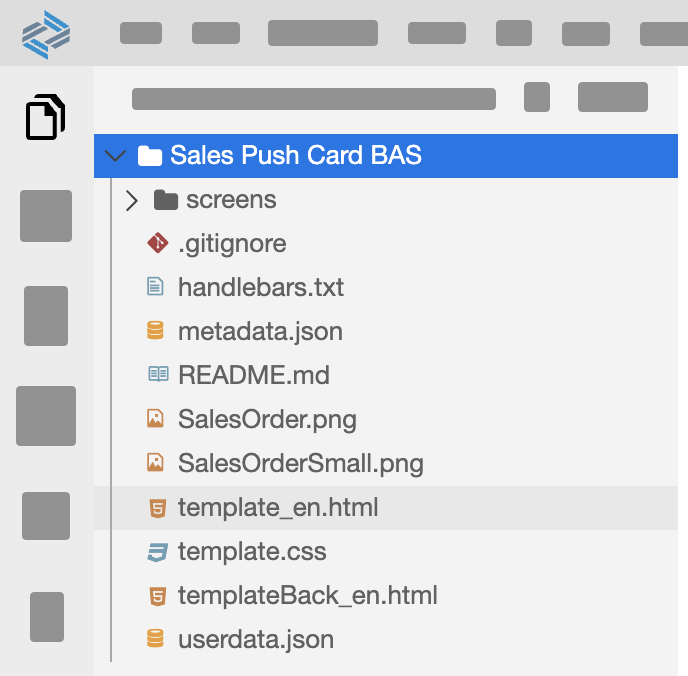 Sales Push Card BAS
screens
.gitignore
handlebars.txt
metadata.json
README.md
SalesOrder.png
SalesOrderSmall.png
template_en.html
template.css
templateBack_en.html
userdata.json